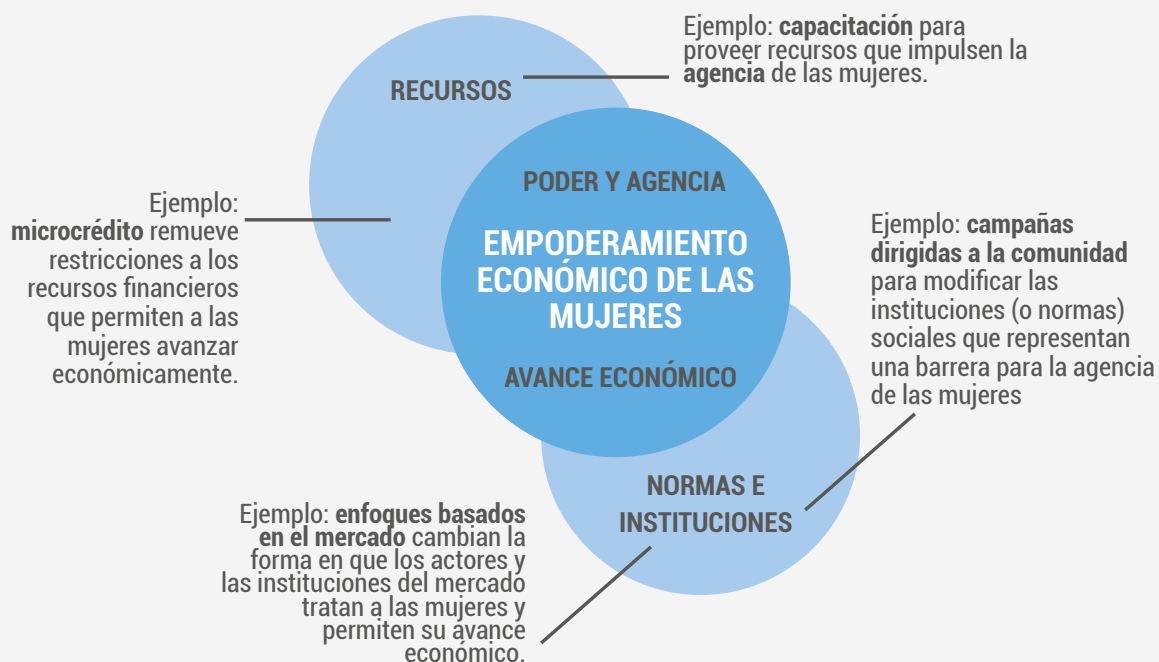 Ejemplo: capacitación para
proveer recursos que impulsen la
agencia de las mujeres.
RECURSOS
PODER Y AGENCIA
EMPODERAMIENTO
ECONÓMICO DE LAS
MUJERES
AVANCE ECONÓMICO
Ejemplo:
microcrédito remueve
restricciones a los
recursos financieros
que permiten a las
mujeres avanzar
económicamente.
Ejemplo: campañas
dirigidas a la comunidad
para modificar las
instituciones (o normas)
sociales que representan
una barrera para la agencia
de las mujeres
NORMAS E
INSTITUCIONES
Ejemplo: enfoques basados
en el mercado cambian la
forma en que los actores y
las instituciones del mercado
tratan a las mujeres y
permiten su avance
económico.